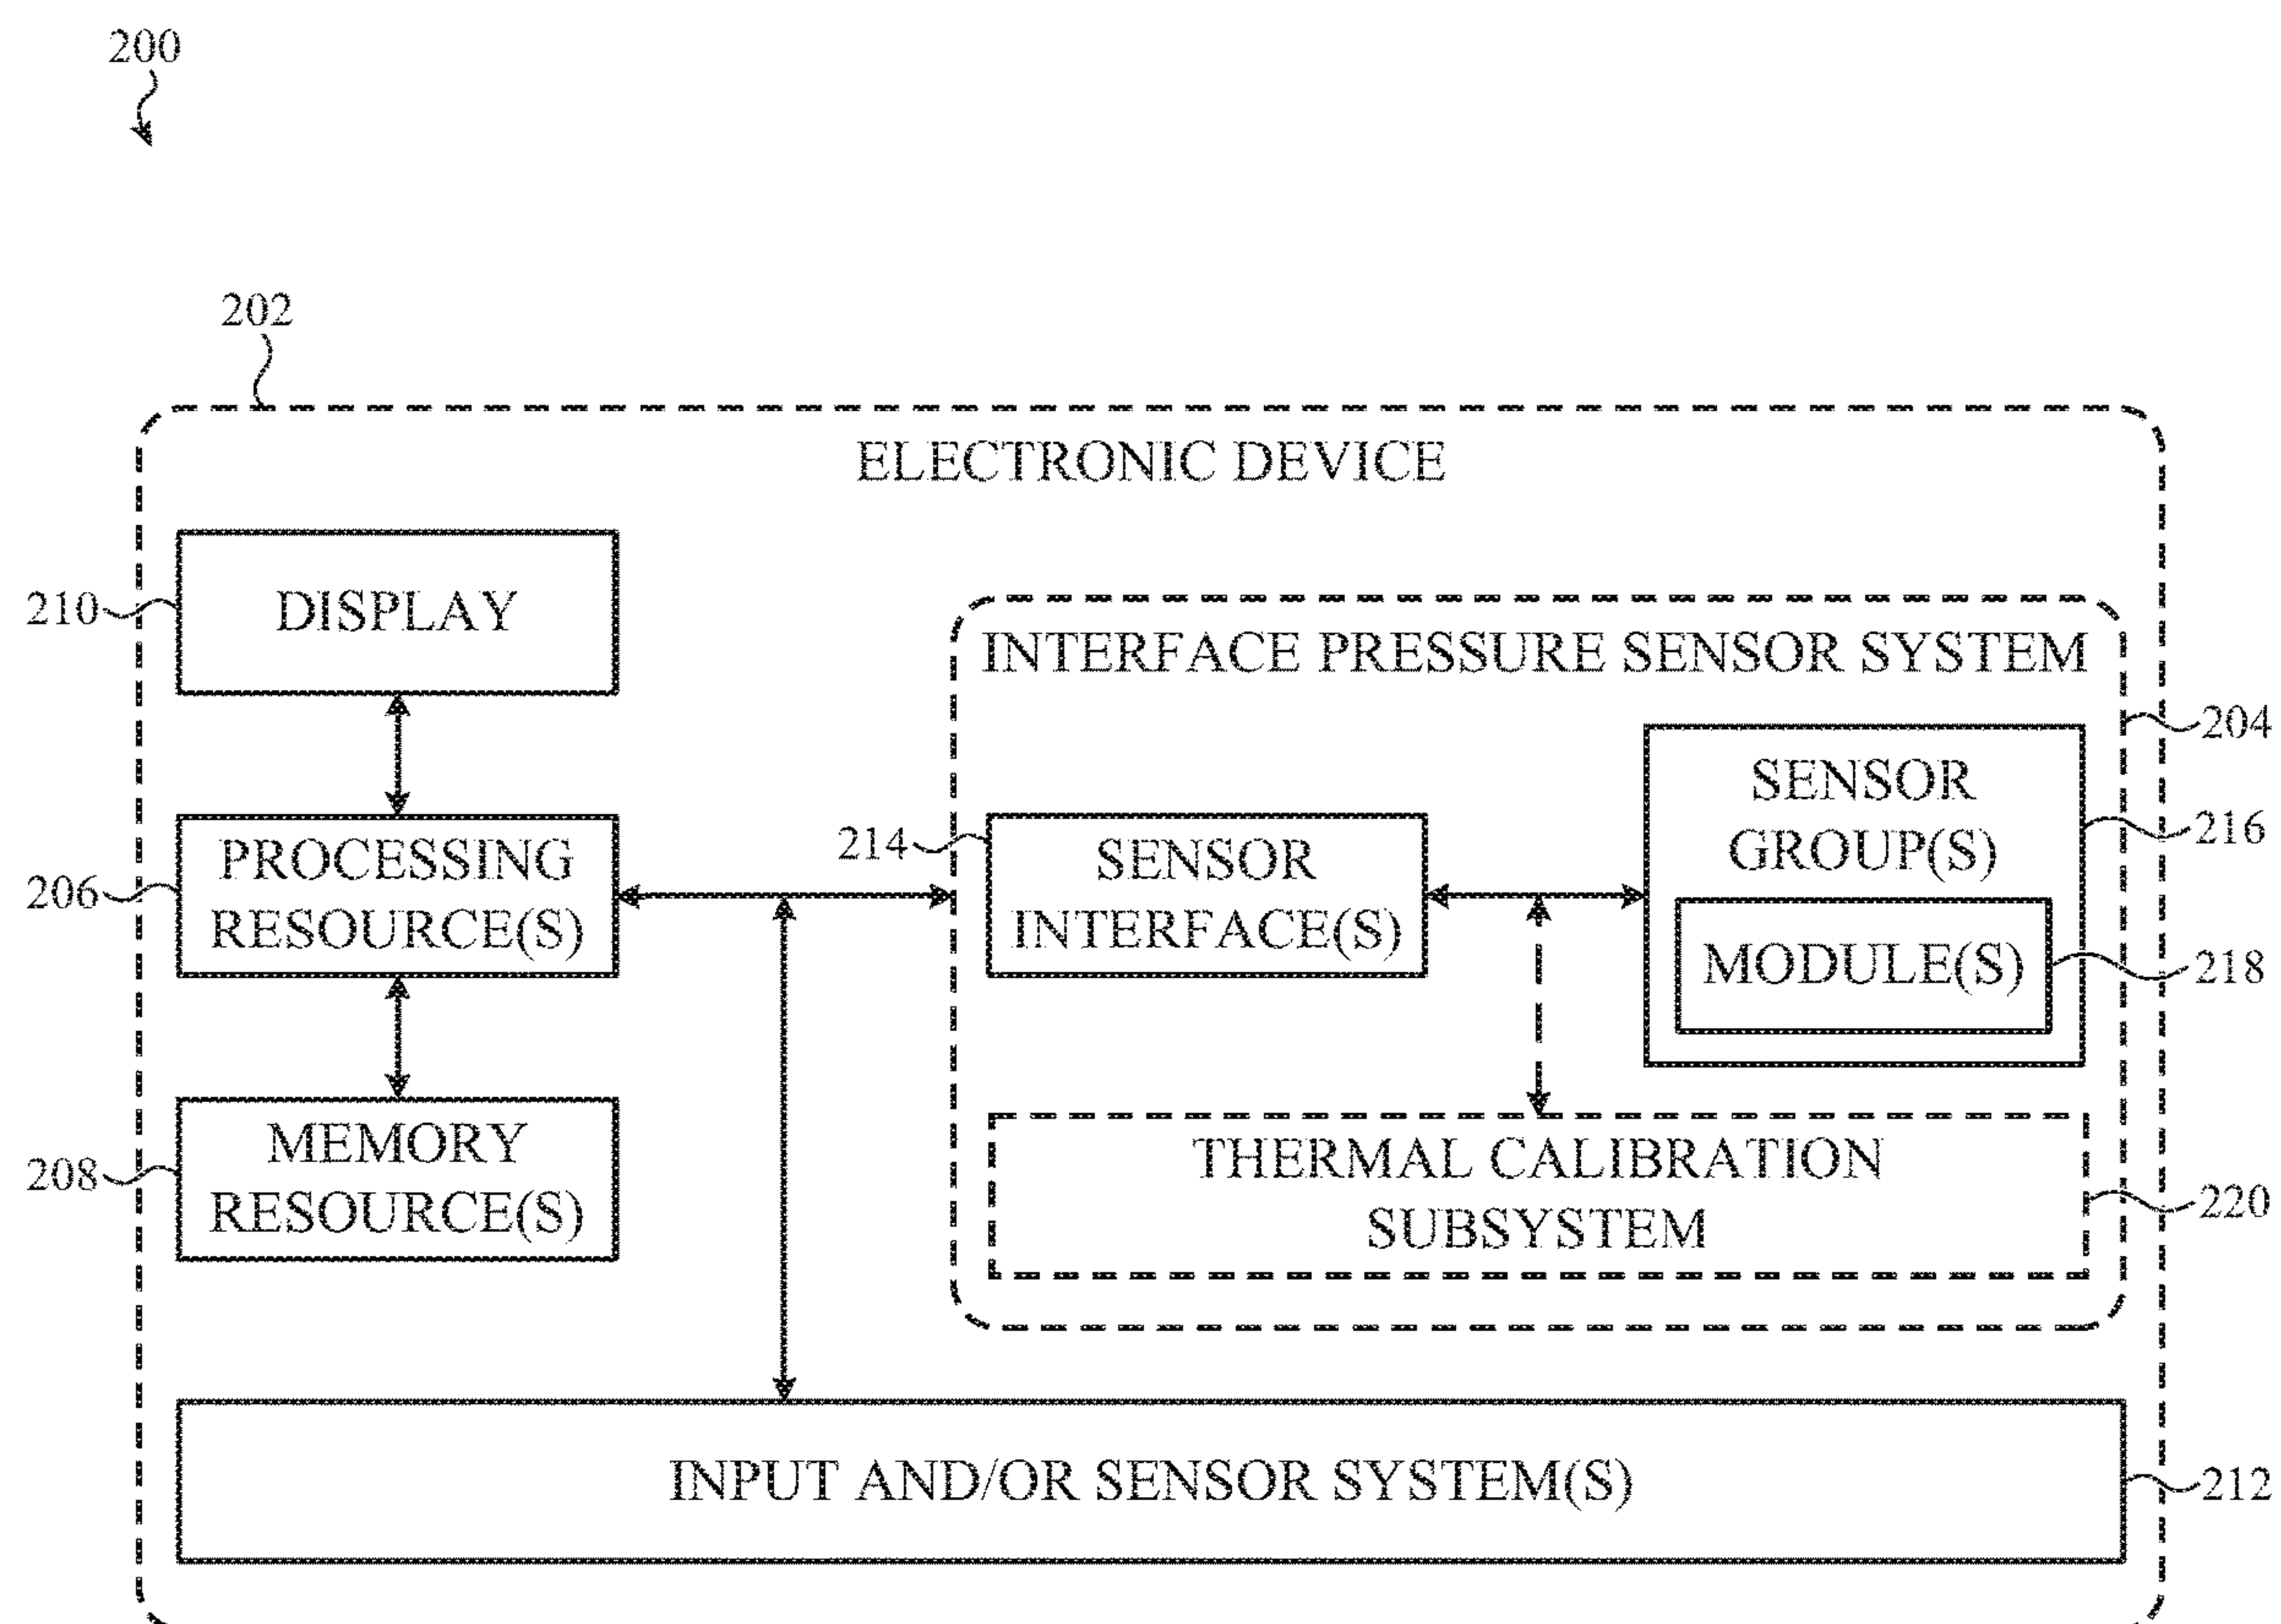 200
202
ELECTRONIC DEVICE
210
DISPLAY
INTERFACE PRESSURE SENSOR SYSTEM
204
206
PROCESSING
RESOURCE(S)
214
SENSOR
INTERFACE(S)
SENSOR
GROUP(S)
216
MODULE(S)
218
208
MEMORY
RESOURCE(S)
THERMAL CALIBRATION
SUBSYSTEM
220
INPUT AND/OR SENSOR SYSTEM(S)
212